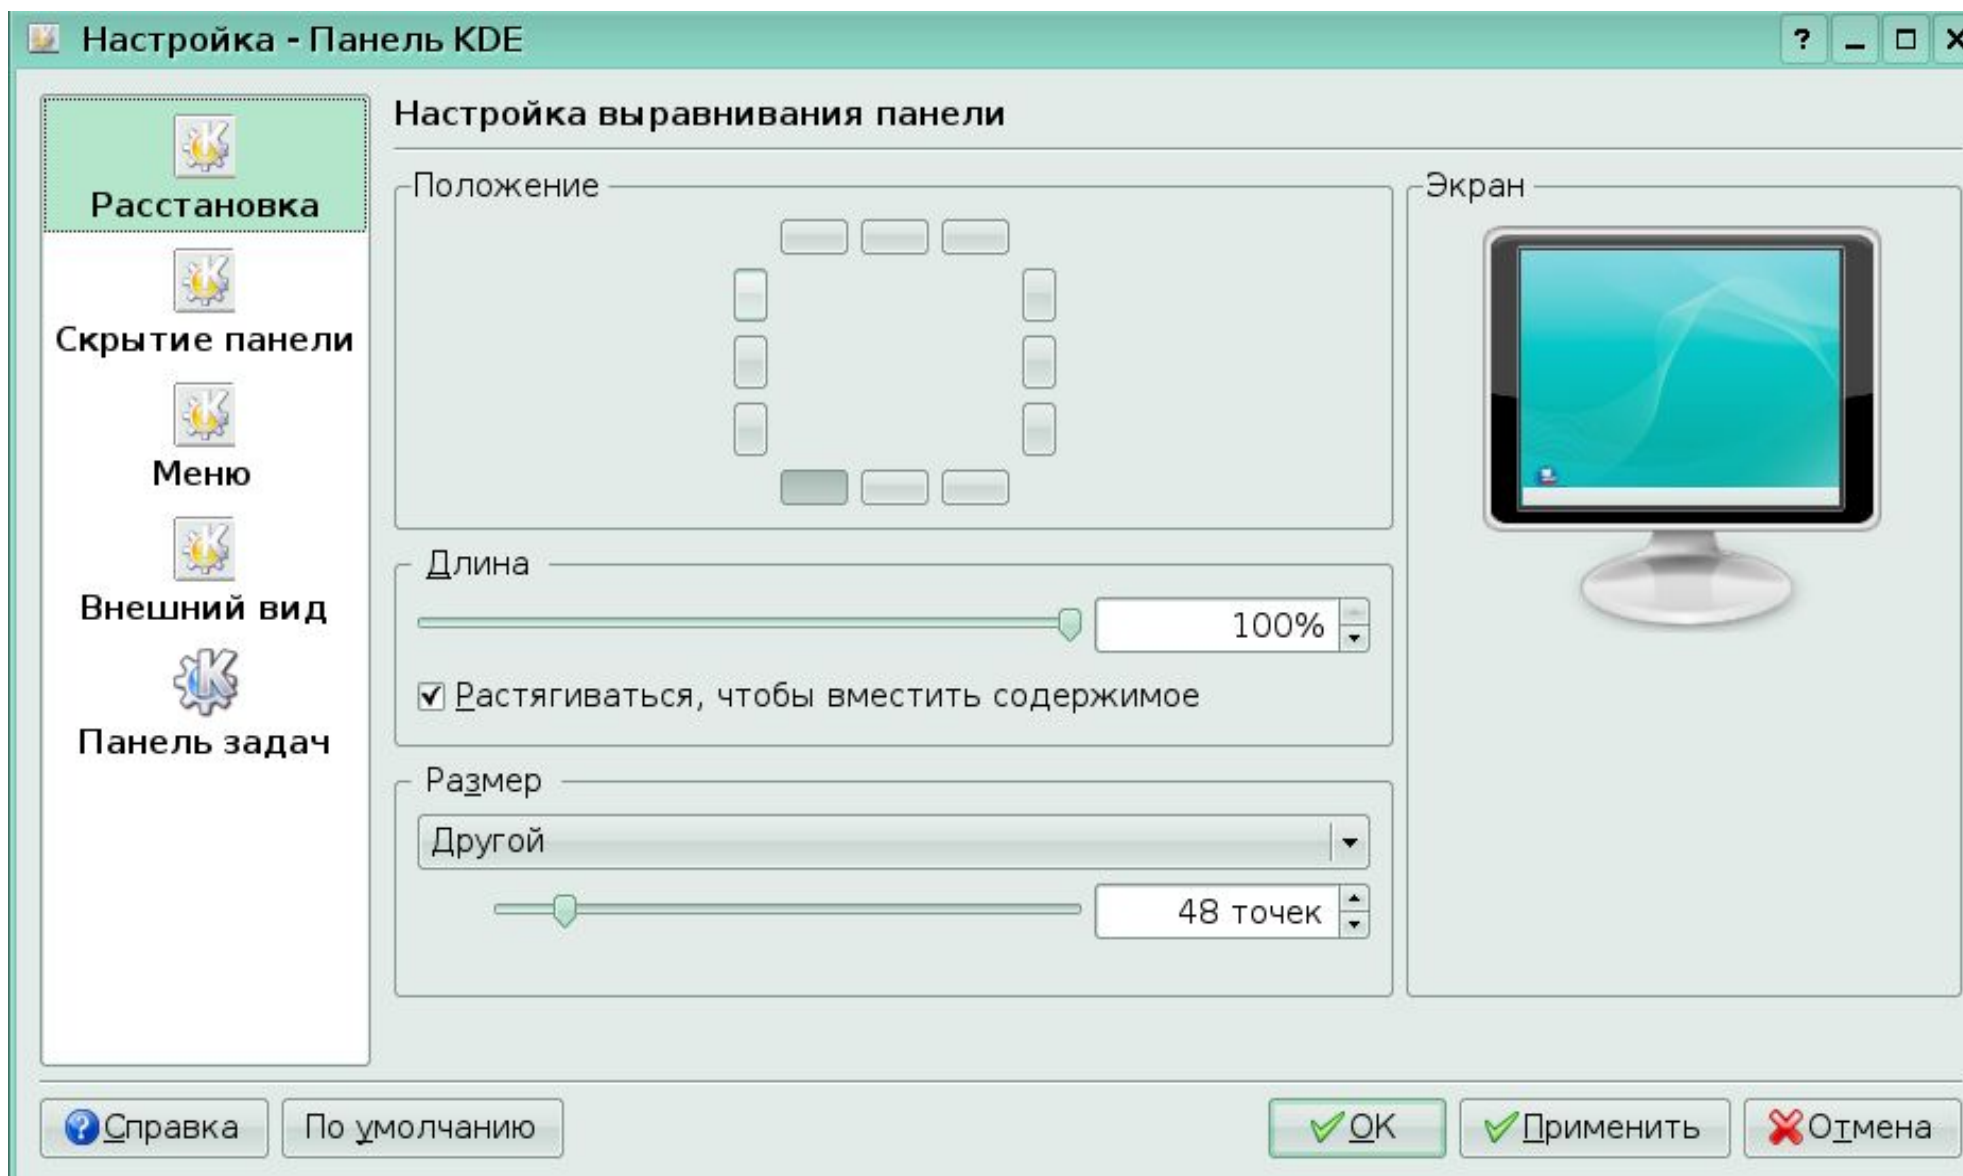 Настройка - Панель KDE
Расстановка
Скрытие панели
Меню
Внешний вид
Панель задач
Настройка выравнивания панели
Положение
Экран
Длина
100%
Растягиваться, чтобы вместить содержимое
Размер
Другой
48 точек
Справка
По умолчанию
OK
Применить
Отмена